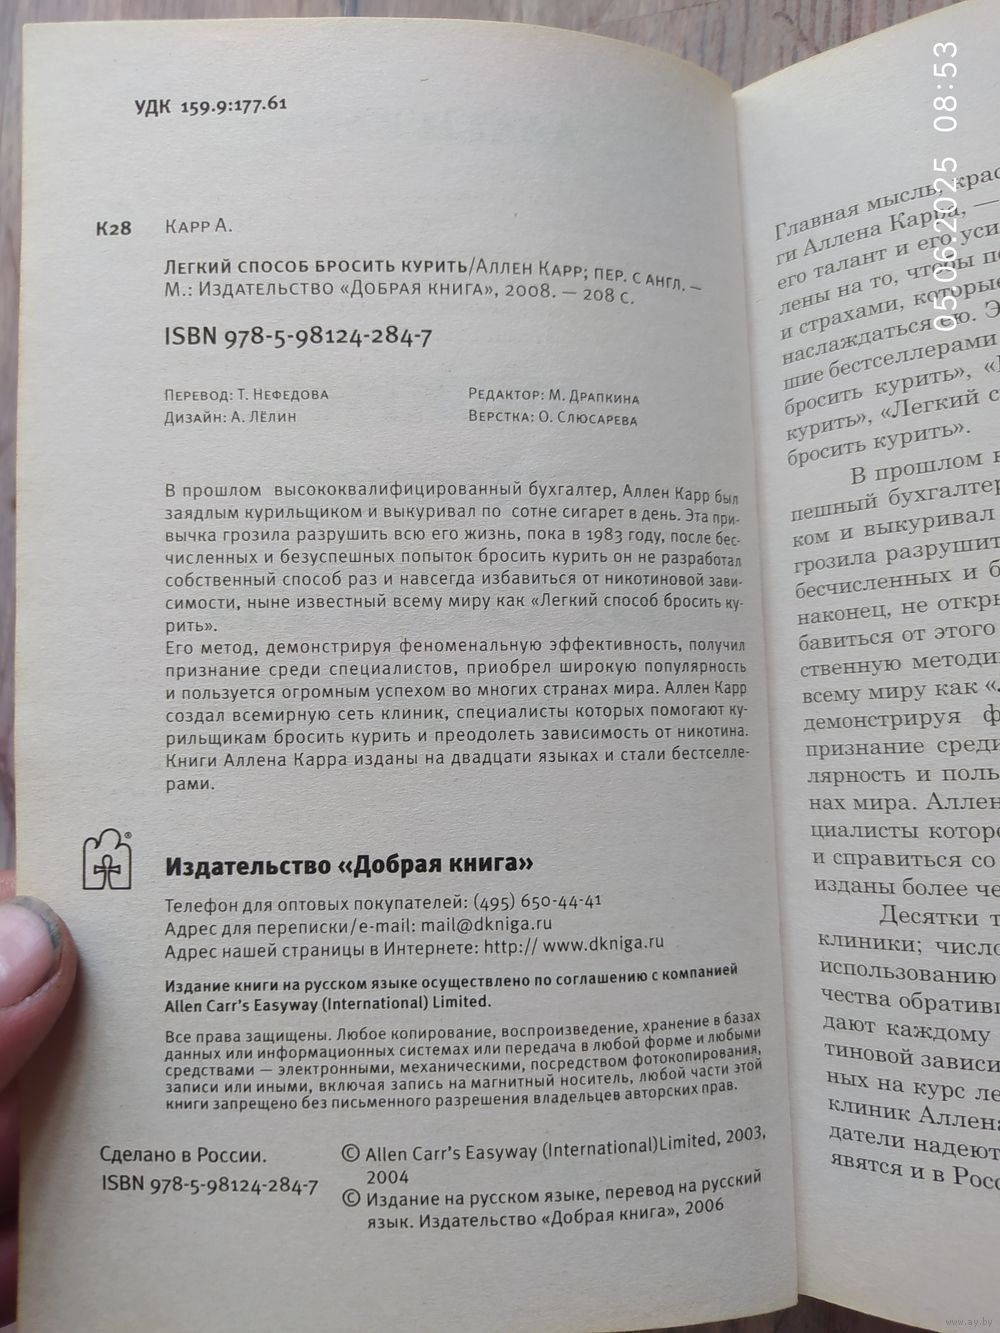 УДК 159.9:177.61
К28 Карр А.
Легкий способ бросить курить/Аллен Карр; пер. с англ. —
М.: Издательство «Добрая книга», 2008. — 208 с.
ISBN 978-5-98124-284-7
Перевод: Т. Нефедова
Дизайн: А. Лёлин
Редактор: М. Драпкина
Верстка: О. Слюсарева
В прошлом высококвалифицированный бухгалтер, Аллен Карр был
заядлым курильщиком и выкуривал по сотне сигарет в день. Эта при-
вычка грозила разрушить всю его жизнь, пока в 1983 году, после бес-
численных и безуспешных попыток бросить курить он не разработал
собственный способ раз и навсегда избавиться от никотиновой зави-
симости, ныне известный всему миру как «Легкий способ бросить ку-
рить».
Его метод, демонстрируя феноменальную эффективность, получил
признание среди специалистов, приобрел широкую популярность
и пользуется огромным успехом во многих странах мира. Аллен Карр
создал всемирную сеть клиник, специалисты которых помогают ку-
рильщикам бросить курить и преодолеть зависимость от никотина.
Книги Аллена Карра изданы на двадцати языках и стали бестселле-
рами.
®
Издательство «Добрая книга»
Телефон для оптовых покупателей: (495) 650-44-41
Адрес для переписки/e-mail: mail@dkniga.ru
Адрес нашей страницы в Интернете: http:// www.dkniga.ru
Издание книги на русском языке осуществлено по соглашению с компанией
Allen Carr's Easyway (International) Limited.
Все права защищены. Любое копирование, воспроизведение, хранение в базах
данных или информационных системах или передача в любой форме и любыми
средствами — электронными, механическими, посредством фотокопирования,
записи или иными, включая запись на магнитный носитель, любой части этой
книги запрещено без письменного разрешения владельцев авторских прав.
Сделано в России.
ISBN 978-5-98124-284-7
© Allen Carr's Easyway (International)Limited, 2003,
2004
© Издание на русском языке, перевод на русский
язык. Издательство «Добрая книга», 2006
Главная мысль,
ги Аллена Карра, —
его талант и его
лены на то, чтобы
и страхами, которые
наслаждаться ею.
шие бестселлерами
бросить курить»,
курить», «Легкий
бросить курить».
В прошлом
пешный бухгалтер
ком и выкуривал
грозила
бесчисленных и
наконец, не
бавиться от этого
ственную
всему миру как
демонстрируя
признание
лярность и
нах мира.
циалисты
и справиться со
изданы более
Десятки
клиники;
использованию
чества
дают каждому
тиновой
ных на курс
клиник
датели
явятся и в
05.06.2025 08:53
www.ay.by